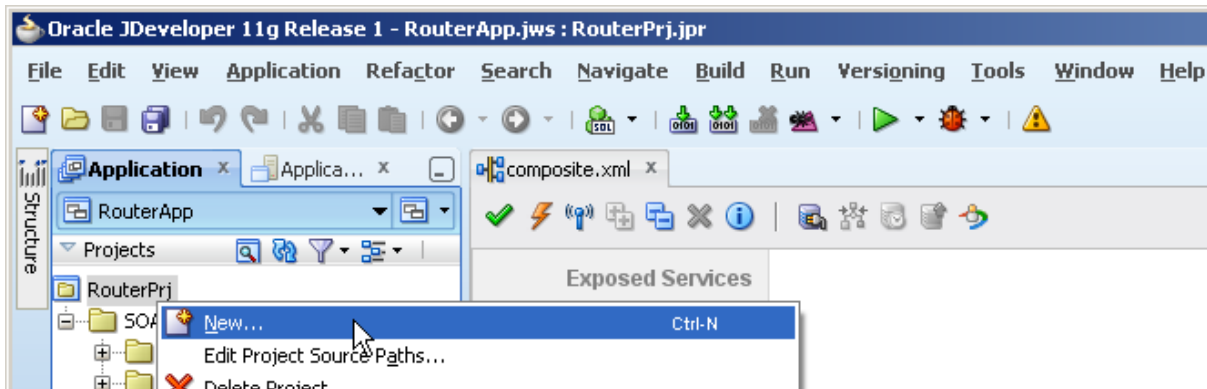 Oracle JDeveloper 11g Release 1 - RouterApp.jws : RouterPrj.jpr
File Edit View Application Refactor Search Navigate Build Run Versioning Tools Window Help
Structure
Application Applica... composite.xml
RouterApp
Projects
Exposed Services
RouterPrj
New... Ctrl-N
Edit Project Source Paths...
Delete Project